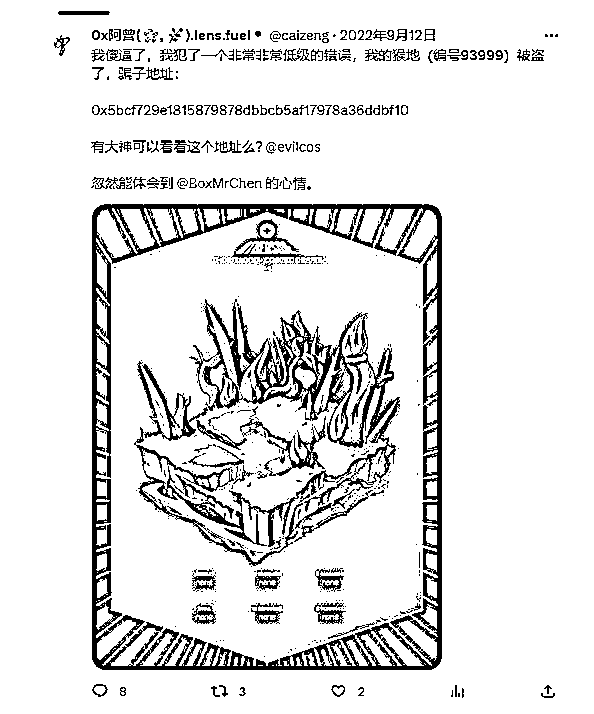 0x阿曾(⚝, 🌿).lens.fuel @caizeng · 2022年9月12日
我傻逼了，我犯了一个非常非常低级的错误，我的猴地（编号93999）被盗
了，骗子地址：
0x5bcf729e1815879878dbbcb5af17978a36ddbf10
有大神可以看看这个地址么? @evilcos
忽然能体会到 @BoxMrChen 的心情。
8 3 2